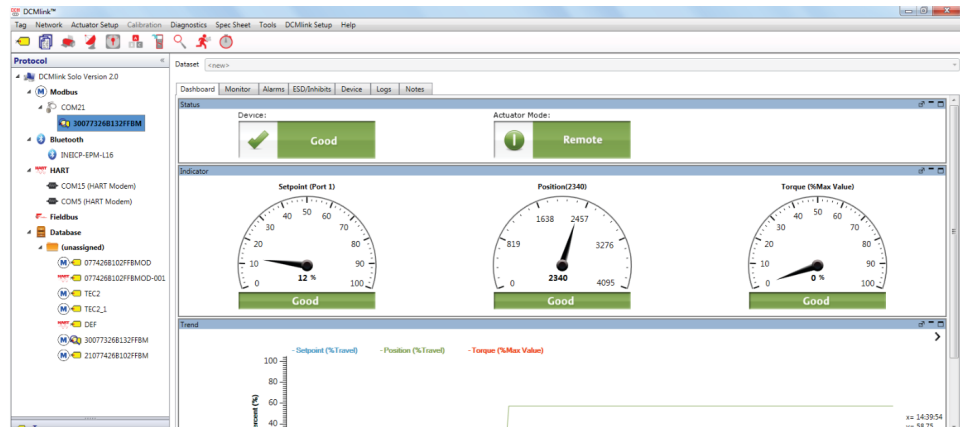 DCMlink™
Tag Network Actuator Setup Calibration Diagnostics Spec Sheet Tools DCMlink Setup Help
Protocol
Dataset <new>
DCMlink Solo Version 2.0
Modbus
COM21
30077326B132FFBM
Bluetooth
INEICP-EPM-L16
HART
COM15 (HART Modem)
COM5 (HART Modem)
Fieldbus
Database
(unassigned)
077426B102FFBMOD
077426B102FFBMOD-001
TEC2
TEC2_1
DEF
30077326B132FFBM
21077426B102FFBM
Dashboard Monitor Alarms ESD/Inhibits Device Logs Notes
Status
Device:
Good
Actuator Mode:
Remote
Indicator
Setpoint (Port 1)
0 10 20 30 40 50 60 70 80 90 100
12 %
Good
Position(2340)
0 819 1638 2457 3276 4095
2340
Good
Torque (%Max Value)
0 10 20 30 40 50 60 70 80 90 100
0 %
Good
Trend
- Setpoint (%Travel) - Position (%Travel) - Torque (%Max Value)
100
80
60
40
x= 14:39:54